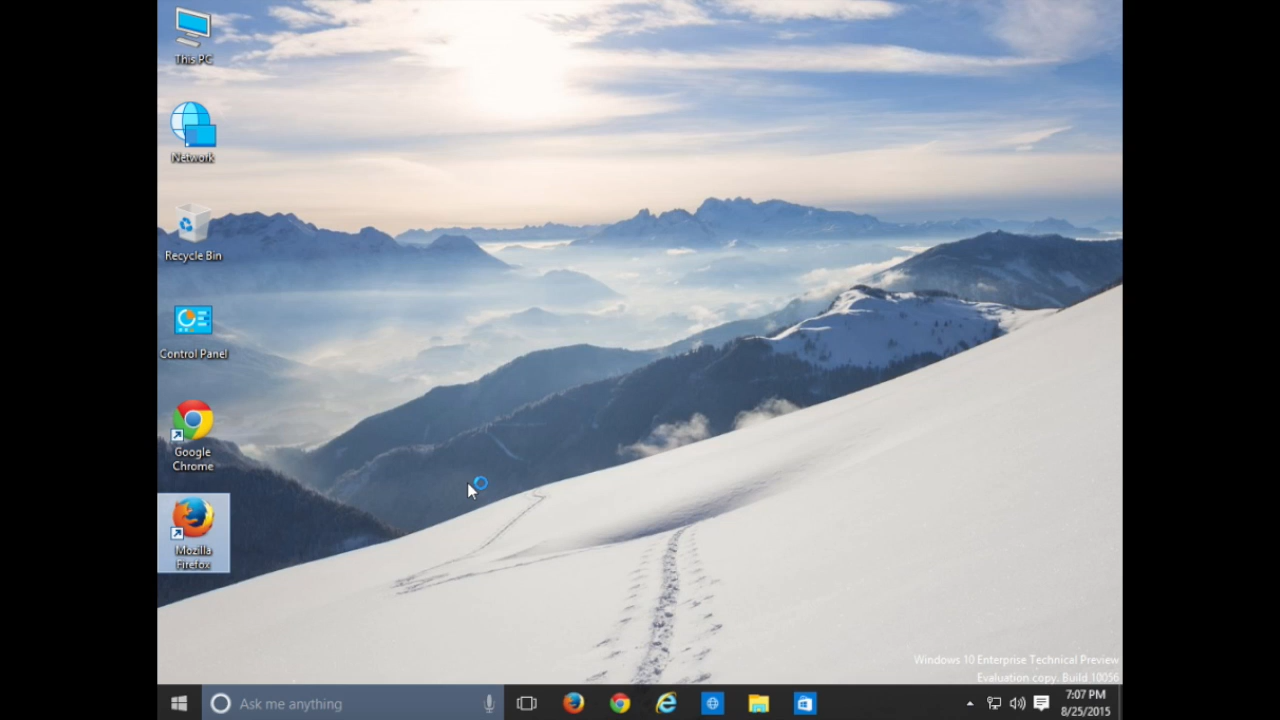 This PC
Network
Recycle Bin
Control Panel
Google
Chrome
Mozilla
Firefox
Windows 10 Enterprise Technical Preview
Evaluation copy. Build 10056
Ask me anything
7:07 PM
8/25/2015